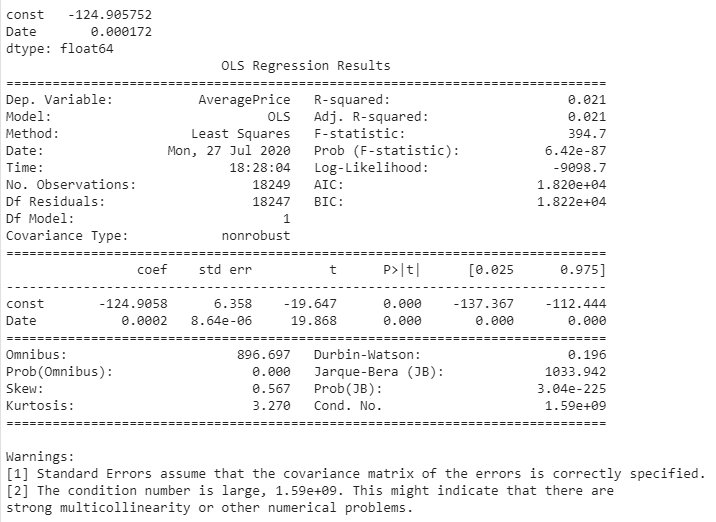 const   -124.905752
Date       0.000172
dtype: float64
                            OLS Regression Results
==============================================================================
Dep. Variable:           AveragePrice   R-squared:                       0.021
Model:                            OLS   Adj. R-squared:                  0.021
Method:                 Least Squares   F-statistic:                     394.7
Date:                Mon, 27 Jul 2020   Prob (F-statistic):           6.42e-87
Time:                        18:28:04   Log-Likelihood:                -9098.7
No. Observations:               18249   AIC:                         1.820e+04
Df Residuals:                   18247   BIC:                         1.822e+04
Df Model:                           1
Covariance Type:            nonrobust
==============================================================================
                 coef    std err          t      P>|t|      [0.025      0.975]
------------------------------------------------------------------------------
const       -124.9058      6.358    -19.647      0.000    -137.367    -112.444
Date           0.0002   8.64e-06     19.868      0.000       0.000       0.000
==============================================================================
Omnibus:                      896.697   Durbin-Watson:                   0.196
Prob(Omnibus):                  0.000   Jarque-Bera (JB):             1033.942
Skew:                           0.567   Prob(JB):                    3.04e-225
Kurtosis:                       3.270   Cond. No.                     1.59e+09
==============================================================================
Warnings:
[1] Standard Errors assume that the covariance matrix of the errors is correctly specified.
[2] The condition number is large, 1.59e+09. This might indicate that there are
strong multicollinearity or other numerical problems.